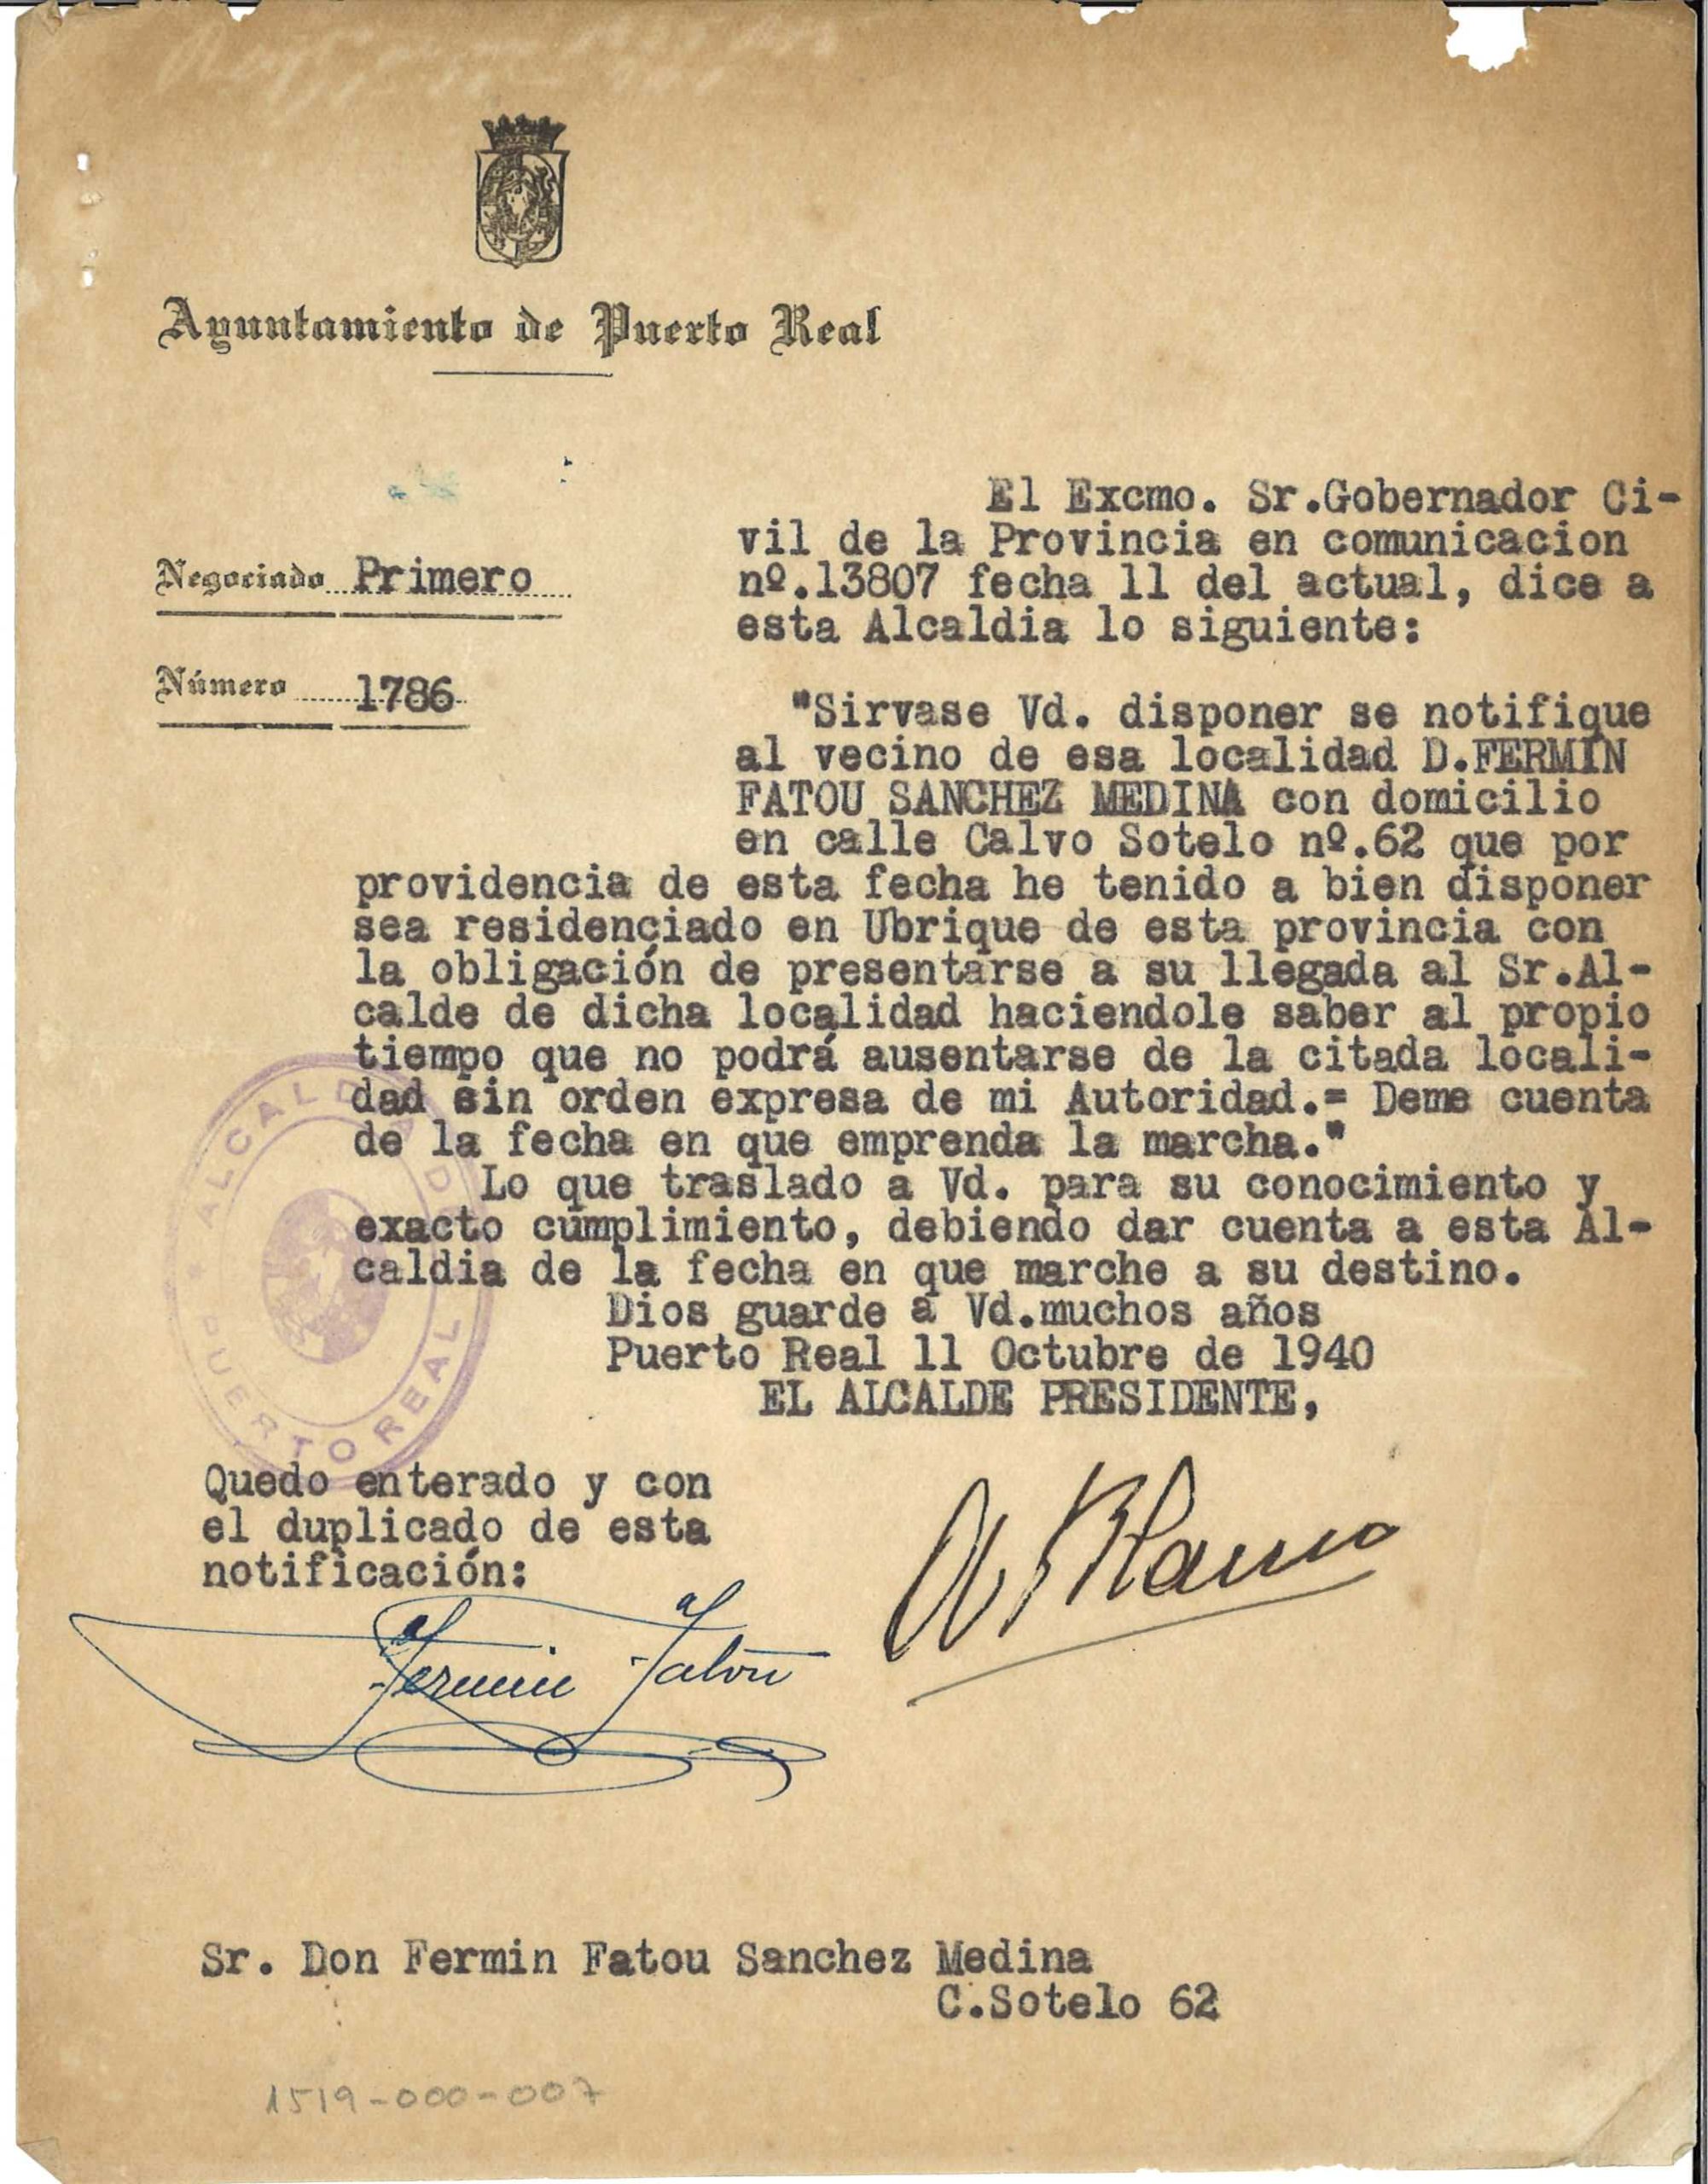 Ayuntamiento de Puerto Real
Negociado Primero
Número 1786
El Excmo. Sr.Gobernador Ci-
vil de la Provincia en comunicacion
nº.13807 fecha 11 del actual, dice a
esta Alcaldia lo siguiente:
"Sirvase Vd. disponer se notifique
al vecino de esa localidad D.FERMIN
FATOU SANCHEZ MEDINA con domicilio
en calle Calvo Sotelo nº.62 que por
providencia de esta fecha he tenido a bien disponer
sea residenciado en Ubrique de esta provincia con
la obligación de presentarse a su llegada al Sr.Al-
calde de dicha localidad haciendole saber al propio
tiempo que no podrá ausentarse de la citada locali-
dad sin orden expresa de mi Autoridad.= Deme cuenta
de la fecha en que emprenda la marcha."
Lo que traslado a Vd. para su conocimiento y
exacto cumplimiento, debiendo dar cuenta a esta Al-
caldia de la fecha en que marche a su destino.
Dios guarde a Vd.muchos años
Puerto Real 11 Octubre de 1940
EL ALCALDE PRESIDENTE,
ALCALDIA DE PUERTO REAL
Quedo enterado y con
el duplicado de esta
notificación:
Fermin Fatou
Sr. Don Fermin Fatou Sanchez Medina
C.Sotelo 62
1519-000-007